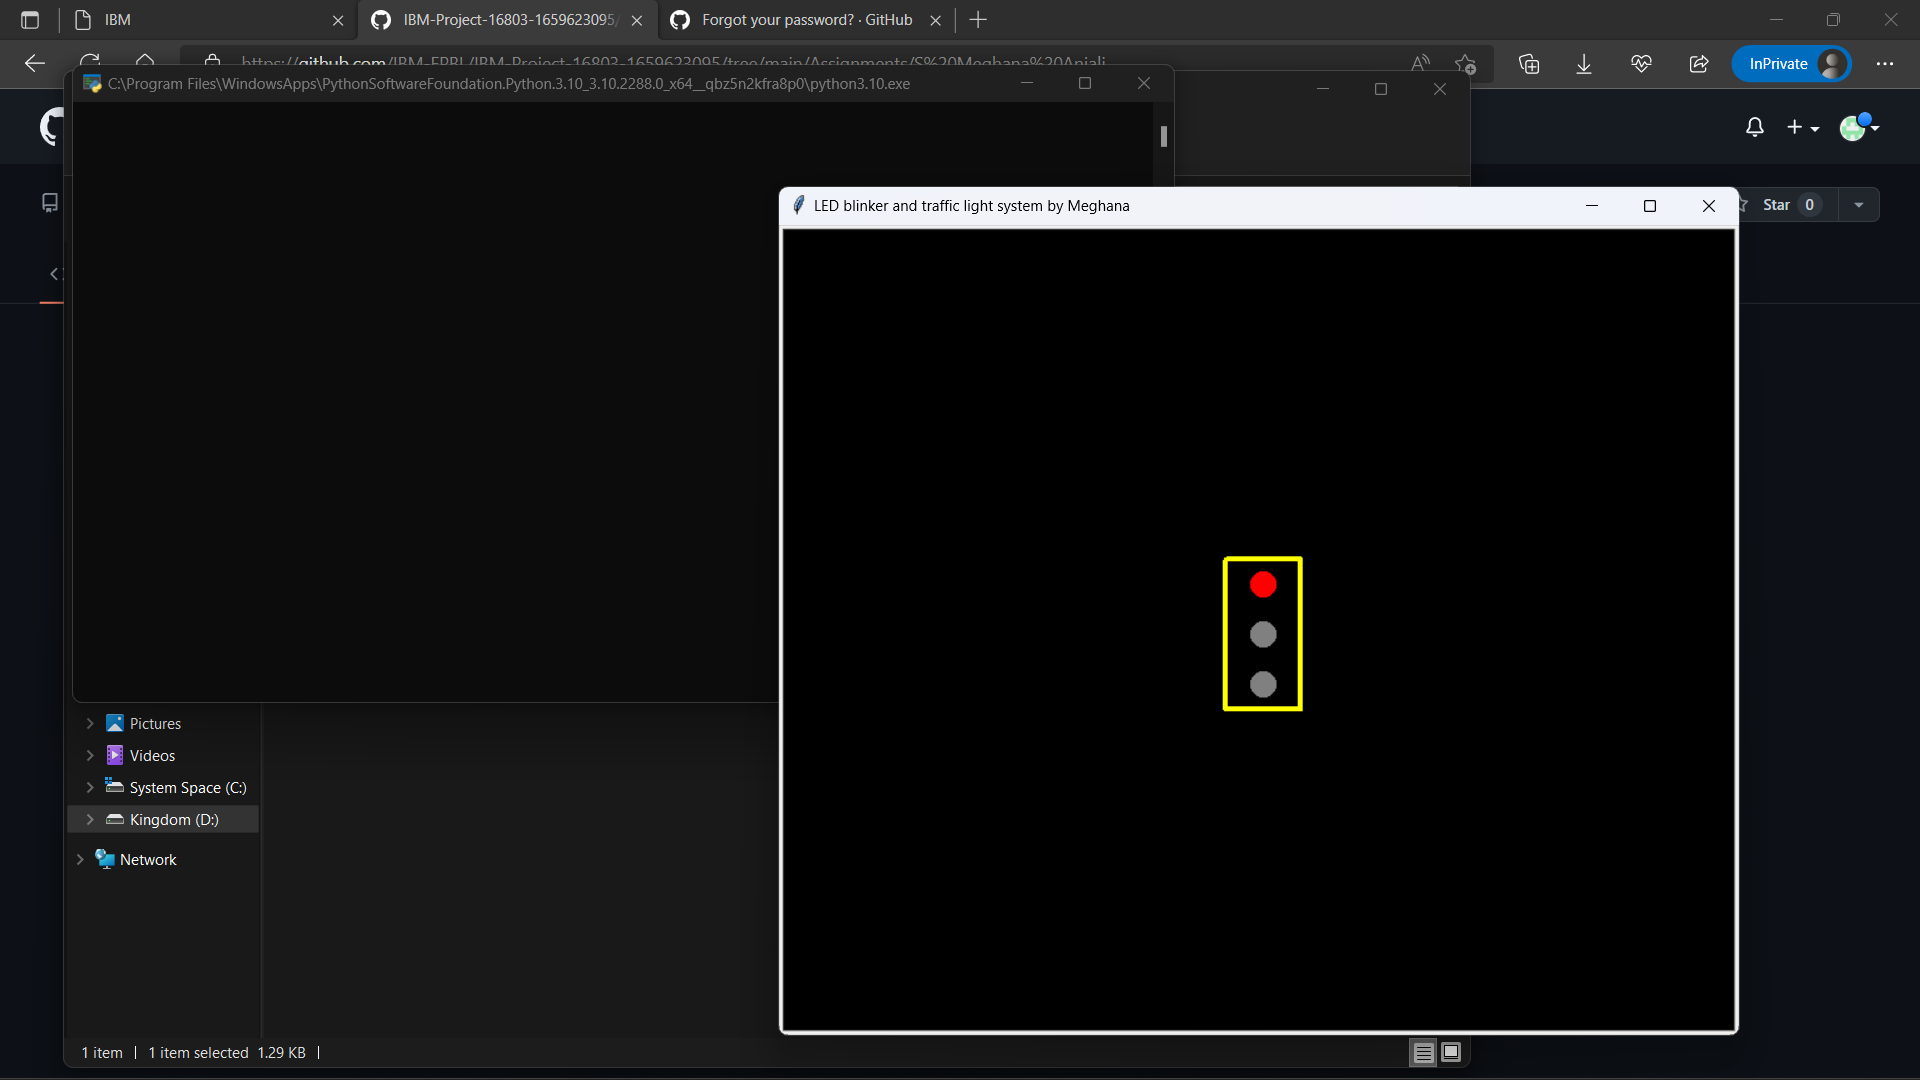 IBM
IBM-Project-16803-1659623095/
Forgot your password? · GitHub
https://github.com/IBM-EPBL/IBM-Project-16803-1659623095/tree/main/Assignments/S%20Meghana%20Anjali
InPrivate
C:\Program Files\WindowsApps\PythonSoftwareFoundation.Python.3.10_3.10.2288.0_x64__qbz5n2kfra8p0\python3.10.exe
LED blinker and traffic light system by Meghana
Star 0
Pictures
Videos
System Space (C:)
Kingdom (D:)
Network
1 item
1 item selected 1.29 KB